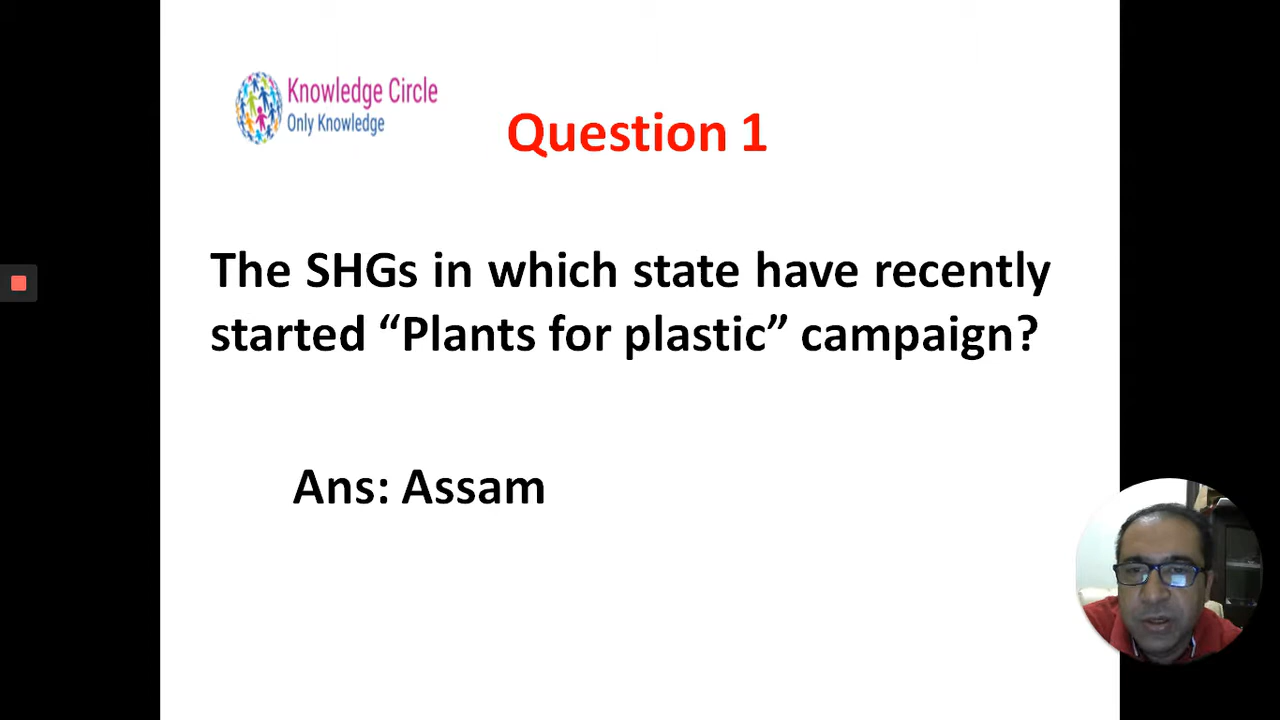 Knowledge Circle
Only Knowledge
Question 1
The SHGs in which state have recently
started “Plants for plastic” campaign?
Ans: Assam